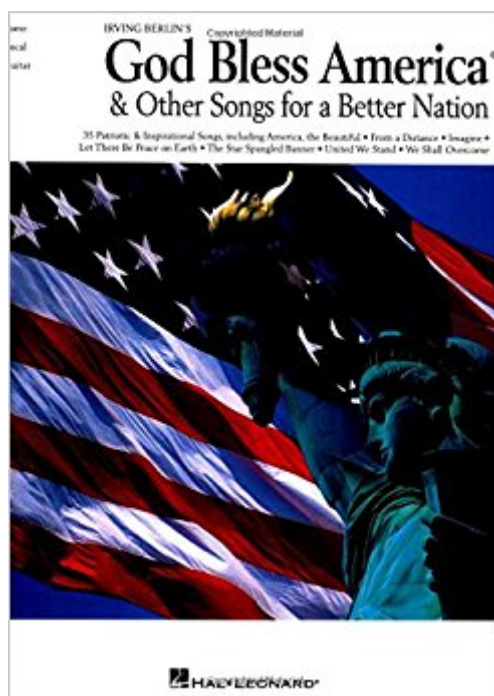 IRVING BERLIN'S
Copyrighted Material
God Bless America®
& Other Songs for a Better Nation
35 Patriotic & Inspirational Songs, including America, the Beautiful • From a Distance • Imagine •
Let There Be Peace on Earth • The Star Spangled Banner • United We Stand • We Shall Overcome
HAL•LEONARD®